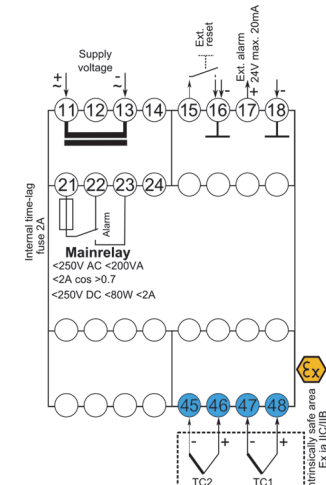 Supply
voltage
Ext.
reset
Ext. alarm
24V max. 20mA
+
~
-
~
-
+
-
11 12 13 14 15 16 17 18
Internal time-lag
fuse 2A
21 22 23 24
Alarm
Mainrelay
<250V AC <200VA
<2A cos >0.7
<250V DC <80W <2A
Ex
45 46 47 48
- + - +
TC2 TC1
ntrinsically safe area
Ex ia IIC/IIB